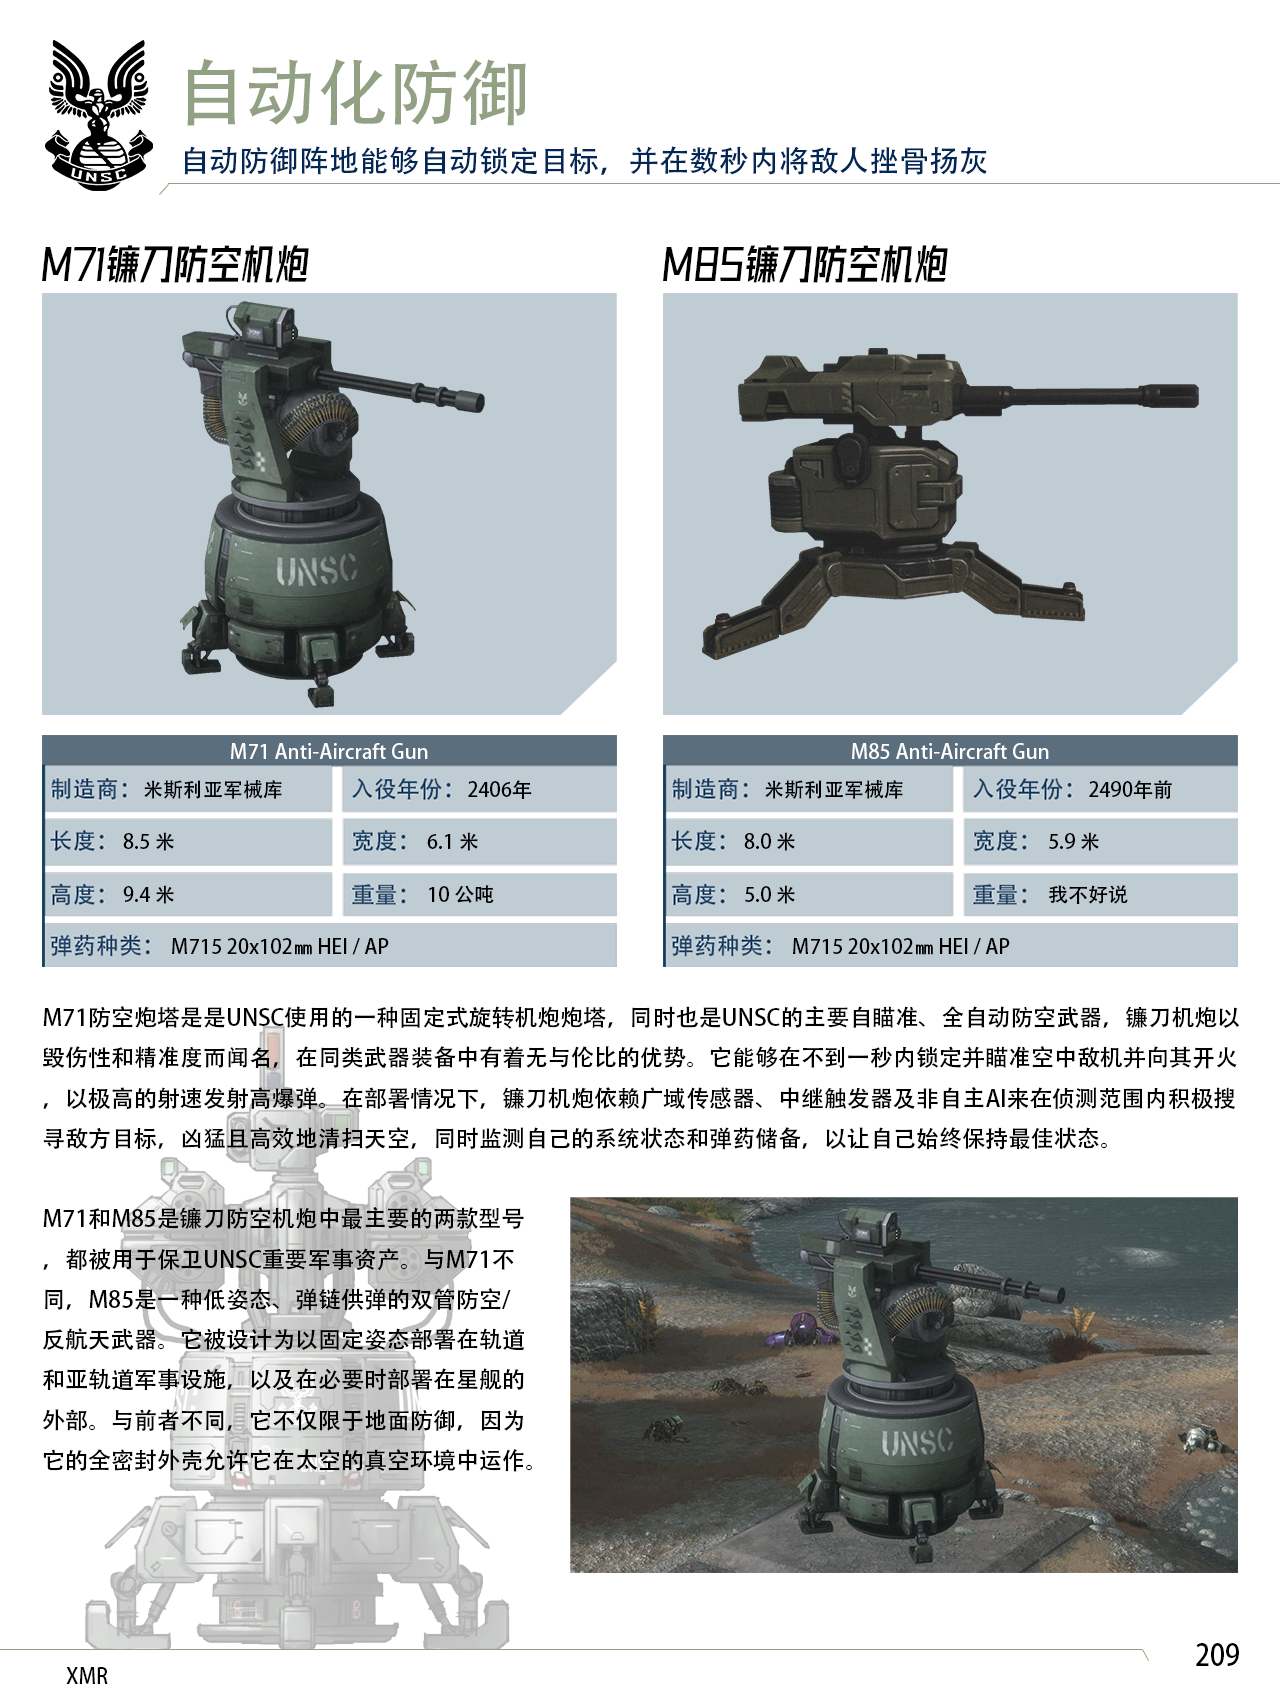 UNSC
自动化防御
自动防御阵地能够自动锁定目标，并在数秒内将敌人挫骨扬灰
M71镰刀防空机炮
UNSC
M71 Anti-Aircraft Gun
制造商： 米斯利亚军械库 入役年份： 2406年
长度： 8.5 米 宽度： 6.1 米
高度： 9.4 米 重量： 10 公吨
弹药种类： M715 20x102㎜ HEI / AP
M85镰刀防空机炮
M85 Anti-Aircraft Gun
制造商： 米斯利亚军械库 入役年份： 2490年前
长度： 8.0 米 宽度： 5.9 米
高度： 5.0 米 重量： 我不好说
弹药种类： M715 20x102㎜ HEI / AP
M71防空炮塔是是UNSC使用的一种固定式旋转机炮炮塔，同时也是UNSC的主要自瞄准、全自动防空武器，镰刀机炮以
毁伤性和精准度而闻名，在同类武器装备中有着无与伦比的优势。它能够在不到一秒内锁定并瞄准空中敌机并向其开火
，以极高的射速发射高爆弹。在部署情况下，镰刀机炮依赖广域传感器、中继触发器及非自主AI来在侦测范围内积极搜
寻敌方目标，凶猛且高效地清扫天空，同时监测自己的系统状态和弹药储备，以让自己始终保持最佳状态。
M71和M85是镰刀防空机炮中最主要的两款型号
，都被用于保卫UNSC重要军事资产。与M71不
同，M85是一种低姿态、弹链供弹的双管防空/
反航天武器。它被设计为以固定姿态部署在轨道
和亚轨道军事设施，以及在必要时部署在星舰的
外部。与前者不同，它不仅限于地面防御，因为
它的全密封外壳允许它在太空的真空环境中运作。
UNSC
XMR
209